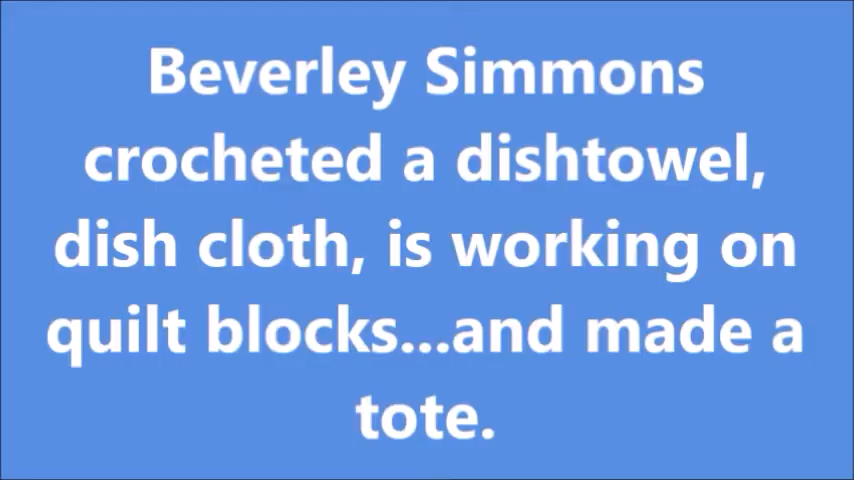 Beverley Simmons
crocheted a dishtowel,
dish cloth, is working on
quilt blocks...and made a
tote.